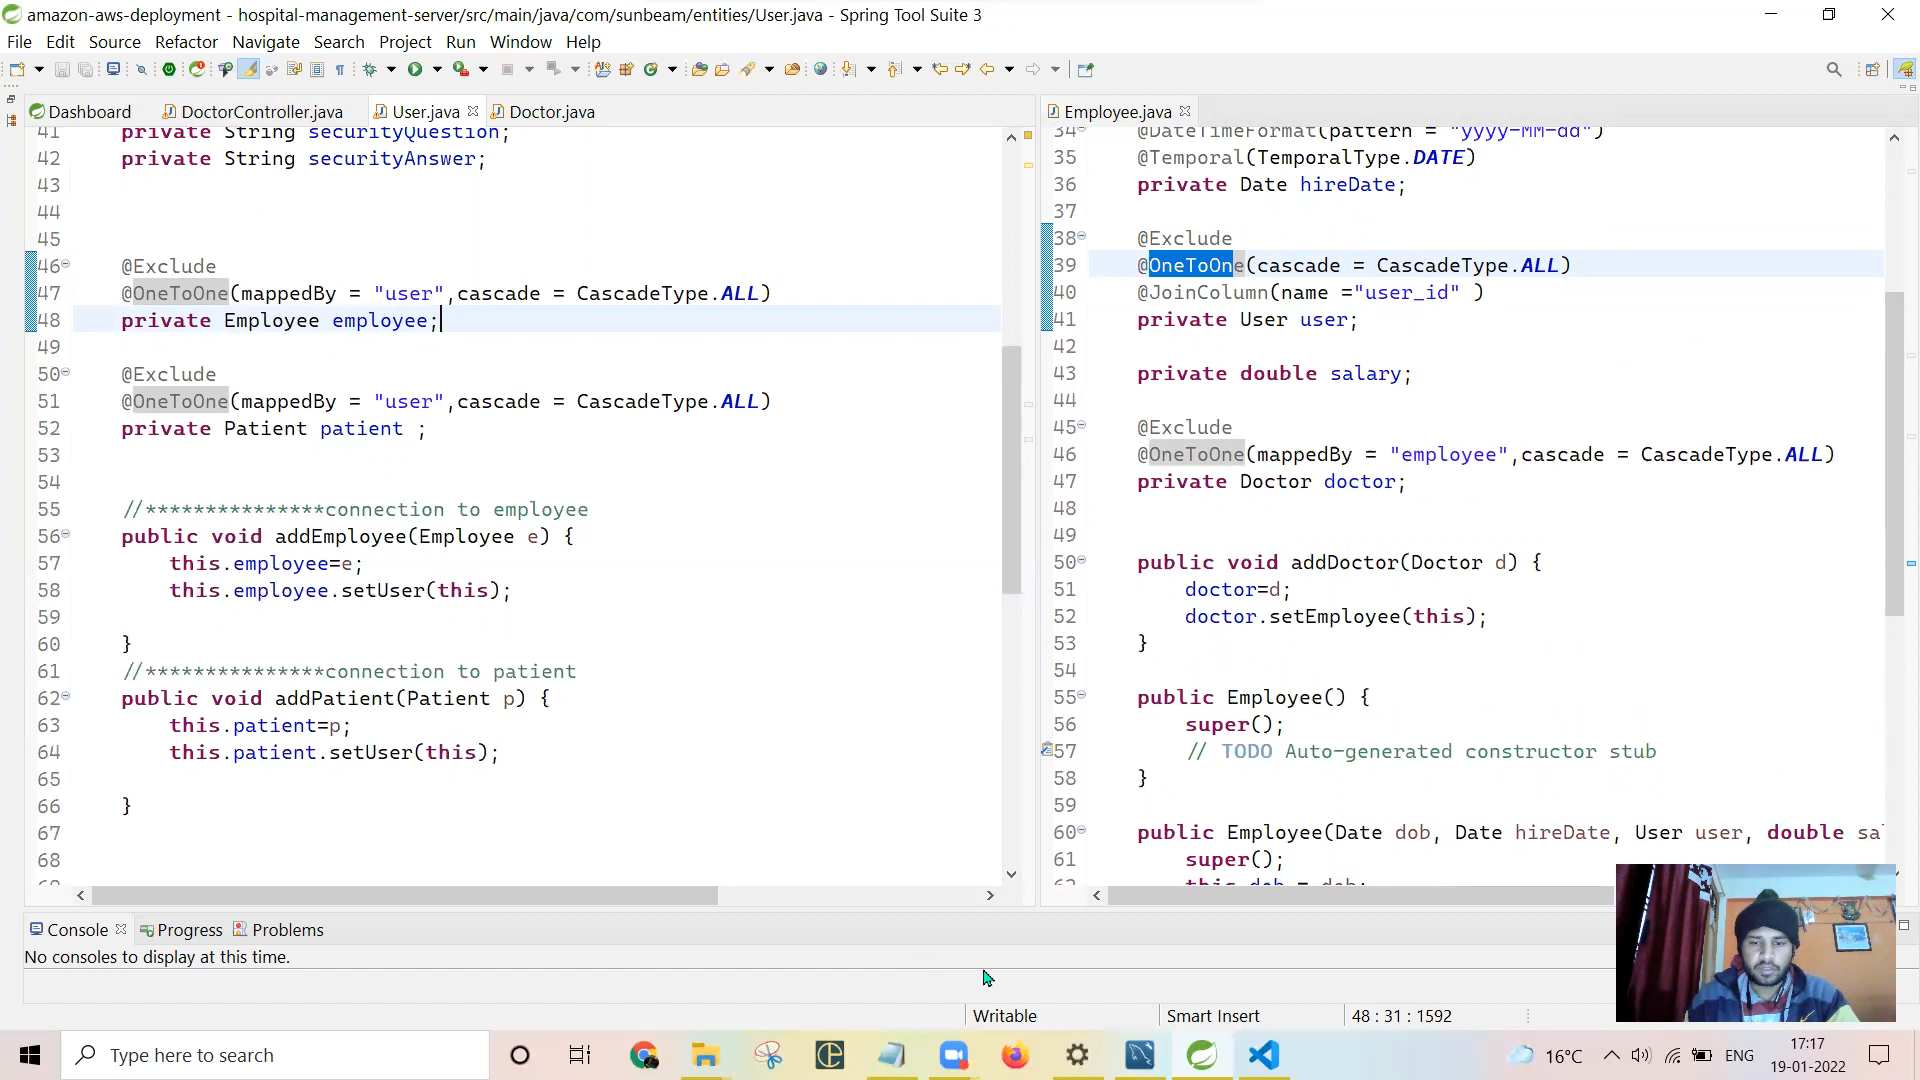 amazon-aws-deployment - hospital-management-server/src/main/java/com/sunbeam/entities/User.java - Spring Tool Suite 3
File Edit Source Refactor Navigate Search Project Run Window Help
Dashboard DoctorController.java User.java Doctor.java
41 private String securityQuestion;
42 private String securityAnswer;
43
44
45
46 @Exclude
47 @OneToOne(mappedBy = "user",cascade = CascadeType.ALL)
48 private Employee employee;
49
50 @Exclude
51 @OneToOne(mappedBy = "user",cascade = CascadeType.ALL)
52 private Patient patient ;
53
54
55 //***************connection to employee
56 public void addEmployee(Employee e) {
57 this.employee=e;
58 this.employee.setUser(this);
59
60 }
61 //***************connection to patient
62 public void addPatient(Patient p) {
63 this.patient=p;
64 this.patient.setUser(this);
65
66 }
67
68
Employee.java
34 @DateTimeFormat(pattern = "yyyy-MM-dd")
35 @Temporal(TemporalType.DATE)
36 private Date hireDate;
37
38 @Exclude
39 @OneToOne(cascade = CascadeType.ALL)
40 @JoinColumn(name ="user_id" )
41 private User user;
42
43 private double salary;
44
45 @Exclude
46 @OneToOne(mappedBy = "employee",cascade = CascadeType.ALL)
47 private Doctor doctor;
48
49
50 public void addDoctor(Doctor d) {
51 doctor=d;
52 doctor.setEmployee(this);
53 }
54
55 public Employee() {
56 super();
57 // TODO Auto-generated constructor stub
58 }
59
60 public Employee(Date dob, Date hireDate, User user, double sa
61 super();
62 this.dob = dob;
Console Progress Problems
No consoles to display at this time.
Writable Smart Insert 48 : 31 : 1592
Type here to search
16°C ENG 17:17
19-01-2022